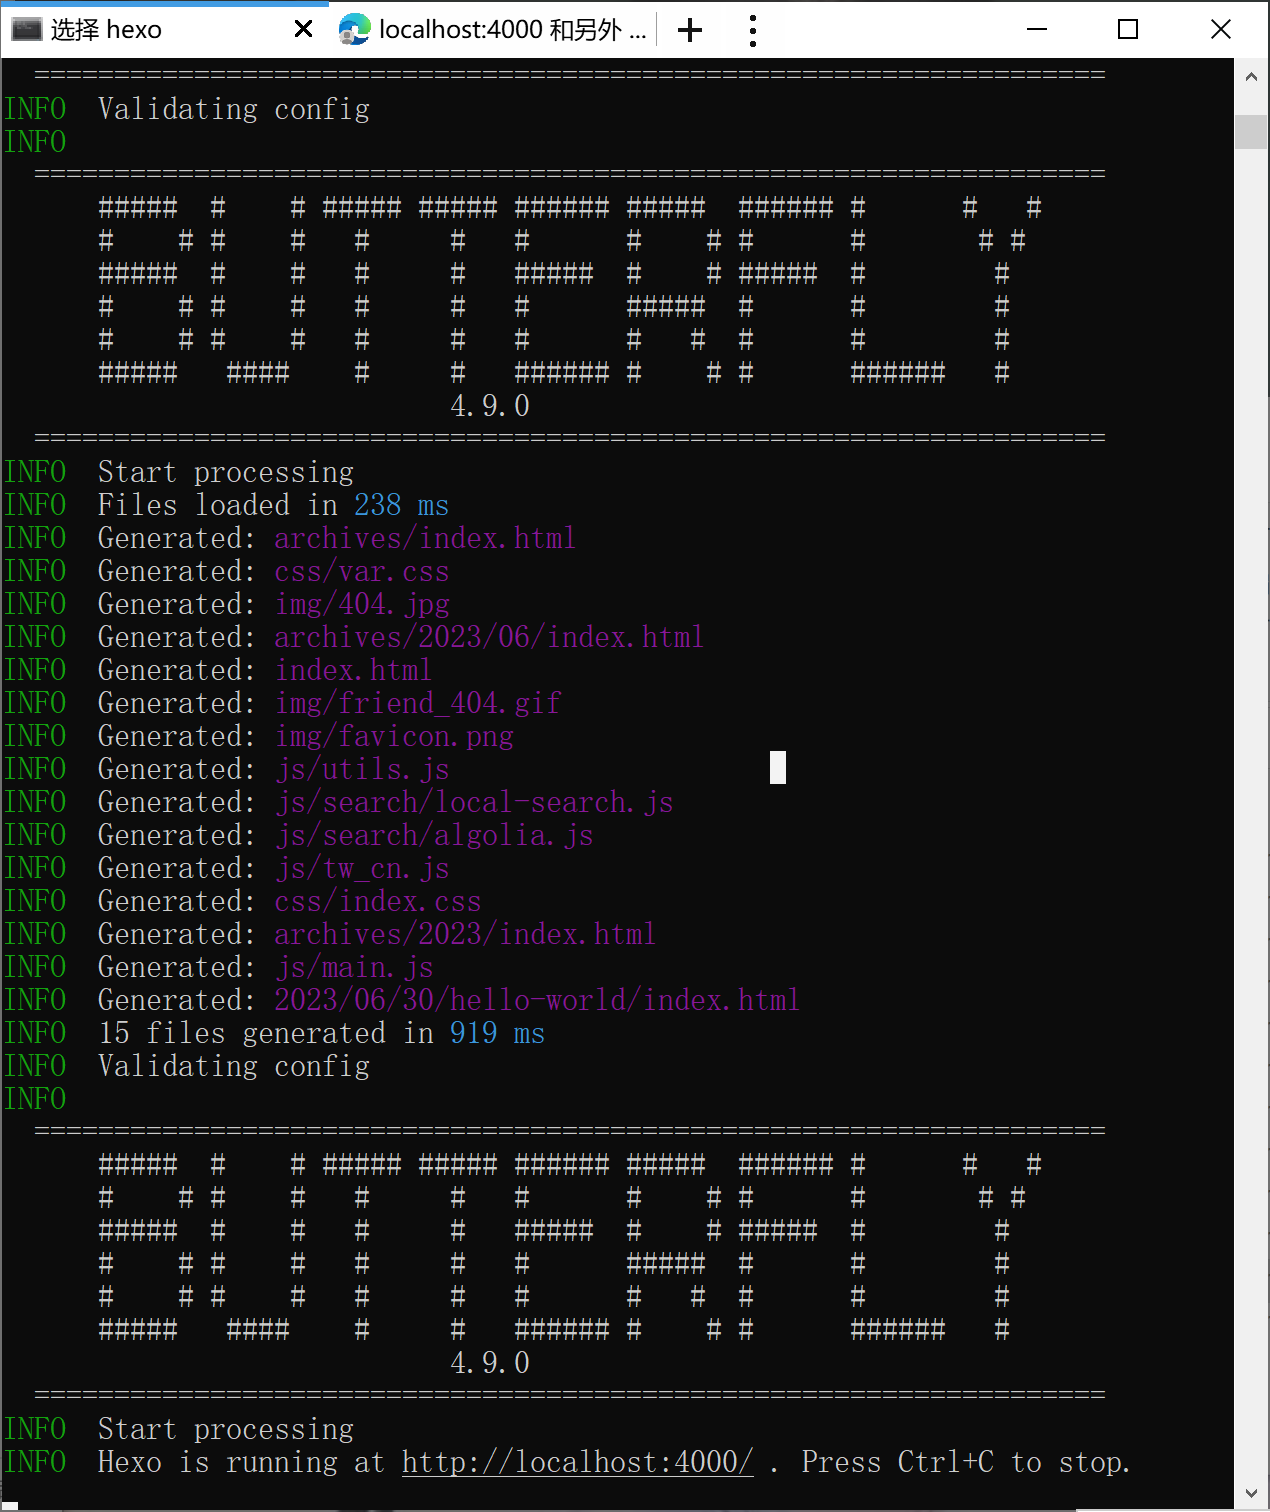 选择 hexo
localhost:4000 和另外 ...
===================================================================
INFO  Validating config
INFO
  ===================================================================
      #####  #    # ##### ##### ###### #####  ###### #      #   #
      #    # #    #   #     #   #      #    # #      #       # #
      #####  #    #   #     #   #####  #    # #####  #        #
      #    # #    #   #     #   #      #####  #      #        #
      #    # #    #   #     #   #      #   #  #      #        #
      #####   ####    #     #   ###### #    # #      ######   #
                            4.9.0
  ===================================================================
INFO  Start processing
INFO  Files loaded in 238 ms
INFO  Generated: archives/index.html
INFO  Generated: css/var.css
INFO  Generated: img/404.jpg
INFO  Generated: archives/2023/06/index.html
INFO  Generated: index.html
INFO  Generated: img/friend_404.gif
INFO  Generated: img/favicon.png
INFO  Generated: js/utils.js
INFO  Generated: js/search/local-search.js
INFO  Generated: js/search/algolia.js
INFO  Generated: js/tw_cn.js
INFO  Generated: css/index.css
INFO  Generated: archives/2023/index.html
INFO  Generated: js/main.js
INFO  Generated: 2023/06/30/hello-world/index.html
INFO  15 files generated in 919 ms
INFO  Validating config
INFO
  ===================================================================
      #####  #    # ##### ##### ###### #####  ###### #      #   #
      #    # #    #   #     #   #      #    # #      #       # #
      #####  #    #   #     #   #####  #    # #####  #        #
      #    # #    #   #     #   #      #####  #      #        #
      #    # #    #   #     #   #      #   #  #      #        #
      #####   ####    #     #   ###### #    # #      ######   #
                            4.9.0
  ===================================================================
INFO  Start processing
INFO  Hexo is running at http://localhost:4000/ . Press Ctrl+C to stop.